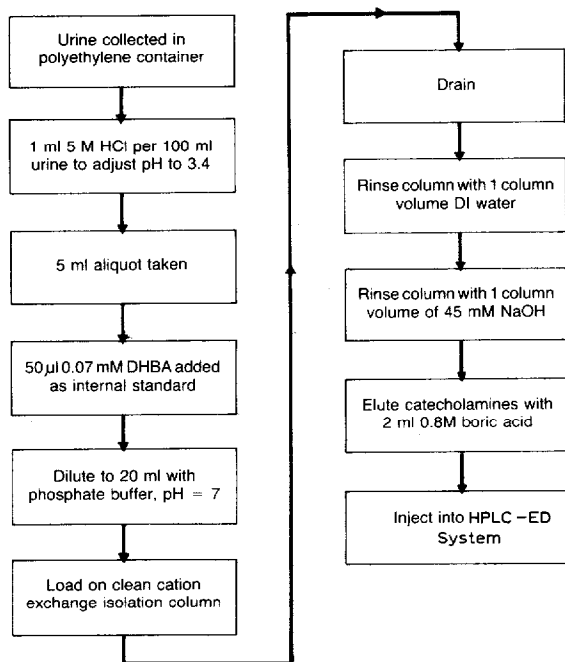 Urine collected in
polyethylene container
1 ml 5 M HCl per 100 ml
urine to adjust pH to 3.4
5 ml aliquot taken
50µl 0.07 mM DHBA added
as internal standard
Dilute to 20 ml with
phosphate buffer, pH = 7
Load on clean cation
exchange isolation column
Drain
Rinse column with 1 column
volume DI water
Rinse column with 1 column
volume of 45 mM NaOH
Elute catecholamines with
2 ml 0.8M boric acid
Inject into HPLC-ED
System